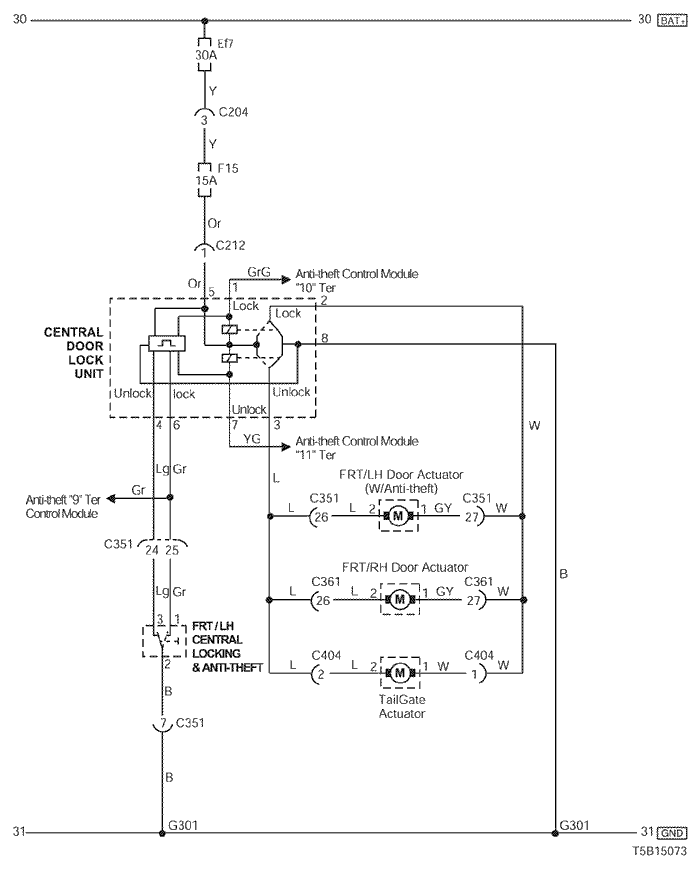 30
30 BAT+
Ef7
30A
Y
C204
3
Y
F15
15A
Or
C212
1
Or
5
GrG
1
Anti-theft Control Module
"10" Ter
2
Lock
Lock
8
CENTRAL
DOOR
LOCK
UNIT
Unlock
lock
Unlock
Unlock
4
6
7
3
YG
Anti-theft Control Module
"11" Ter
W
Lg
Gr
L
Gr
Anti-theft "9" Ter
Control Module
FRT/LH Door Actuator
(W/Anti-theft)
L
C351
26
L
2
M
1
GY
C351
27
W
C351
24
25
FRT/RH Door Actuator
B
Lg
Gr
L
C361
26
L
2
M
1
GY
C361
27
W
3
1
FRT/LH
CENTRAL
LOCKING
& ANTI-THEFT
2
L
C404
2
L
2
M
1
W
C404
1
W
TailGate
Actuator
B
7
C351
B
G301
G301
31
31 GND
T5B15073